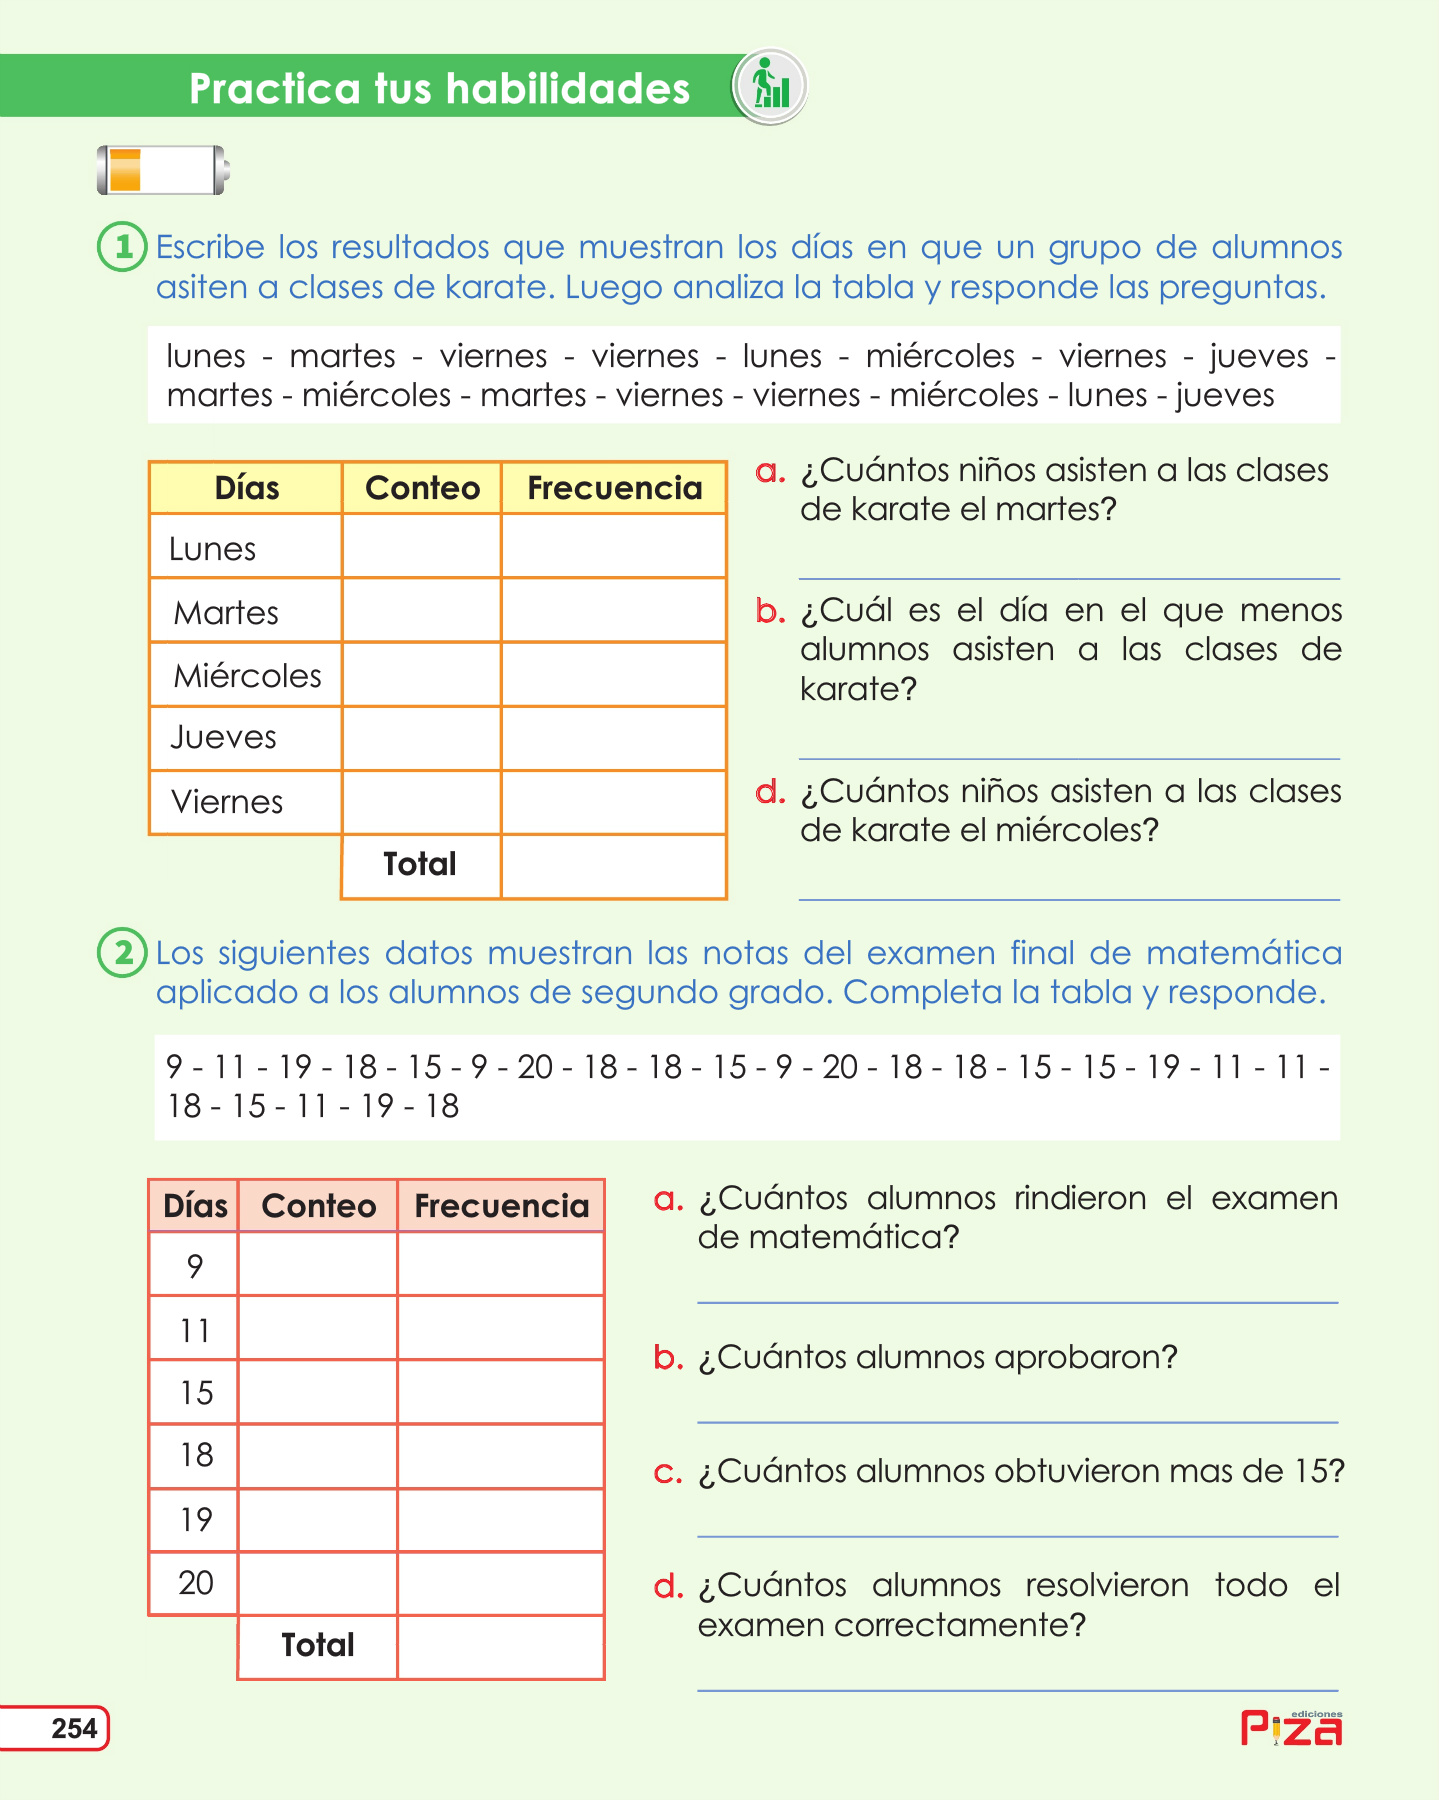 Practica tus habilidades
1 Escribe los resultados que muestran los días en que un grupo de alumnos
asiten a clases de karate. Luego analiza la tabla y responde las preguntas.
lunes - martes - viernes - viernes - lunes - miércoles - viernes - jueves -
martes - miércoles - martes - viernes - viernes - miércoles - lunes - jueves
Días Conteo Frecuencia
Lunes
Martes
Miércoles
Jueves
Viernes
Total
a. ¿Cuántos niños asisten a las clases
de karate el martes?
b. ¿Cuál es el día en el que menos
alumnos asisten a las clases de
karate?
d. ¿Cuántos niños asisten a las clases
de karate el miércoles?
2 Los siguientes datos muestran las notas del examen final de matemática
aplicado a los alumnos de segundo grado. Completa la tabla y responde.
9 - 11 - 19 - 18 - 15 - 9 - 20 - 18 - 18 - 15 - 9 - 20 - 18 - 18 - 15 - 15 - 19 - 11 - 11 -
18 - 15 - 11 - 19 - 18
Días Conteo Frecuencia
9
11
15
18
19
20
Total
a. ¿Cuántos alumnos rindieron el examen
de matemática?
b. ¿Cuántos alumnos aprobaron?
c. ¿Cuántos alumnos obtuvieron mas de 15?
d. ¿Cuántos alumnos resolvieron todo el
examen correctamente?
254
ediciones
Piza